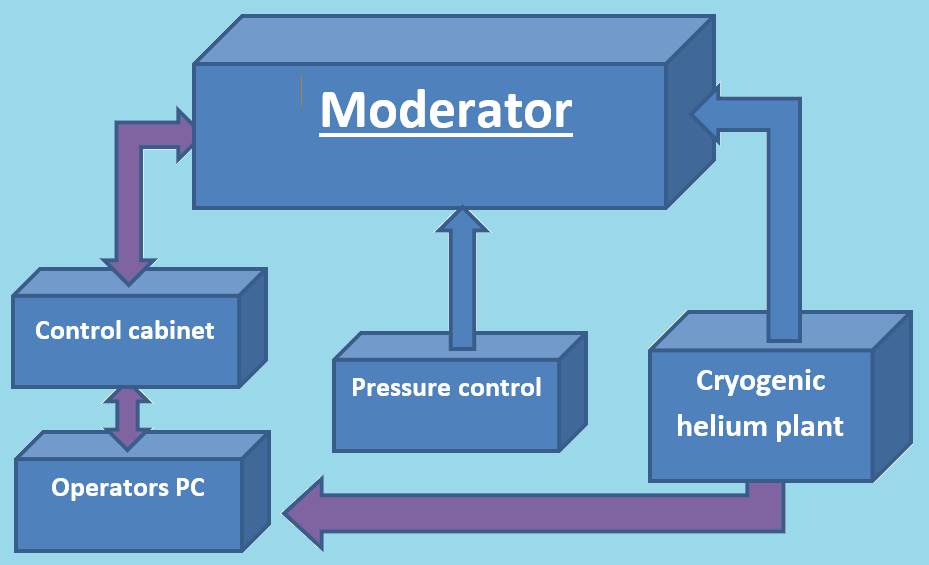 Moderator
Control cabinet
Pressure control
Cryogenic
helium plant
Operators PC